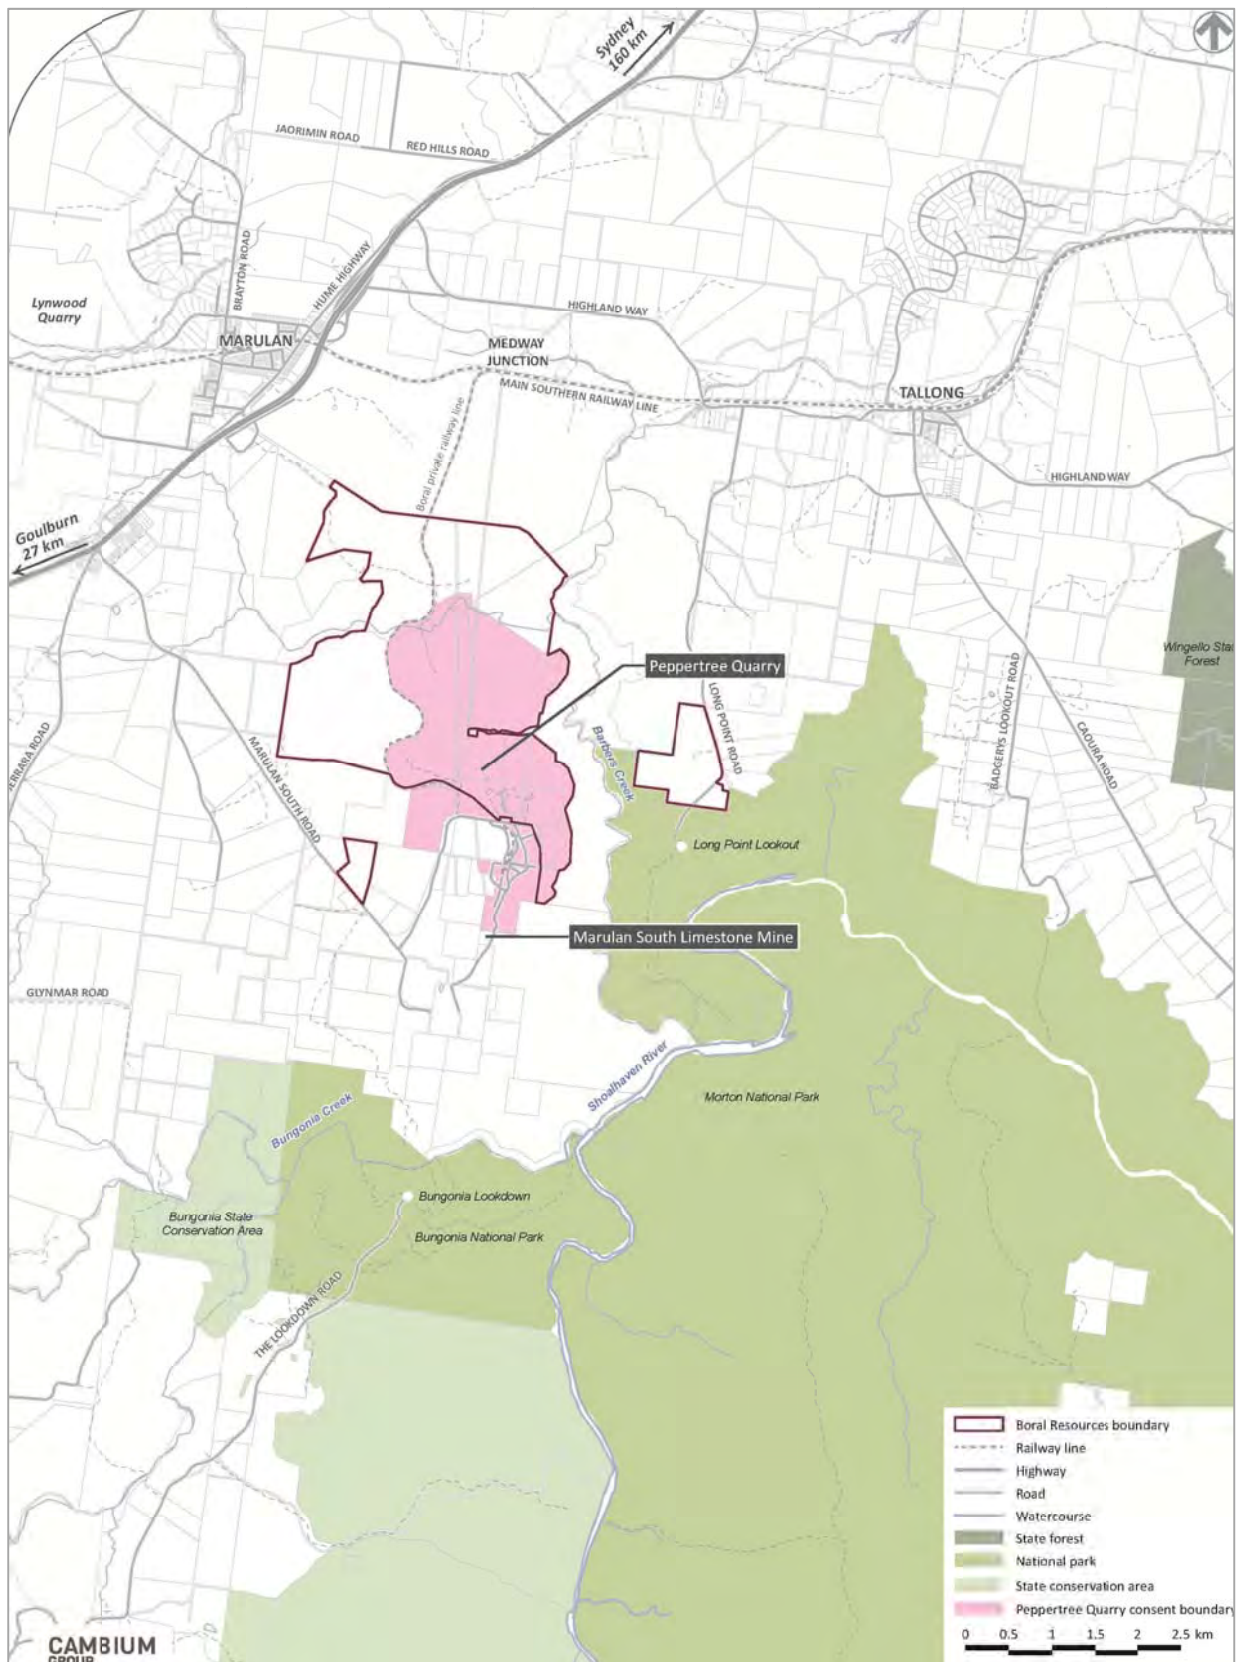 Sydney
160 km
JAORIMIN ROAD
RED HILLS ROAD
BRAYTON ROAD
HUME HIGHWAY
Lynwood
Quarry
HIGHLAND WAY
MARULAN
MEDWAY
JUNCTION
MAIN SOUTHERN RAILWAY LINE
TALLONG
Boral private railway line
HIGHLAND WAY
Goulburn
27 km
Wingello Sta
Forest
Peppertree Quarry
LONG POINT ROAD
BADGERYS LOOKOUT ROAD
CAOURA ROAD
Barbers Creek
ERRARA ROAD
MARULAN SOUTH ROAD
Long Point Lookout
Marulan South Limestone Mine
GLYNMAR ROAD
Shoalhaven River
Morton National Park
Bungonia Creek
Bungonia Lookdown
Bungonia State
Conservation Area
Bungonia National Park
THE LOOKDOWN ROAD
Boral Resources boundary
Railway line
Highway
Road
Watercourse
State forest
National park
State conservation area
Peppertree Quarry consent boundary
0 0.5 1 1.5 2 2.5 km
CAMBIUM
GROUP